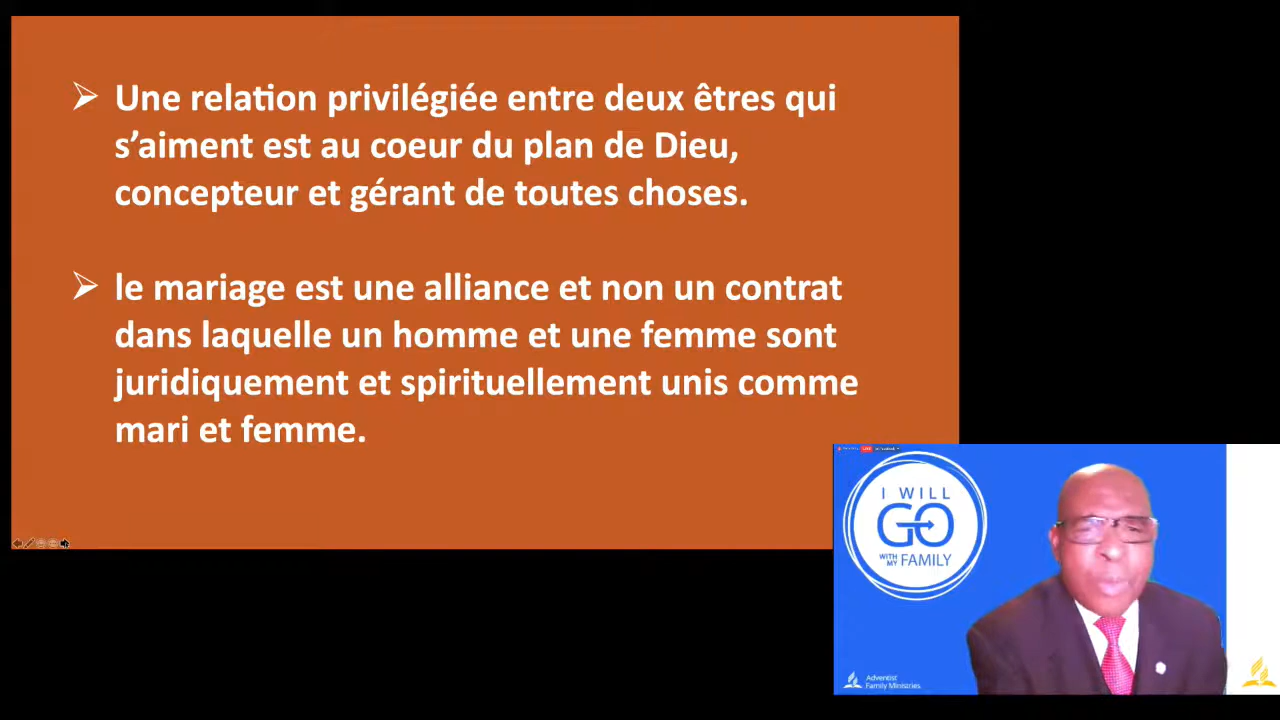 Une relation privilégiée entre deux êtres qui
s’aiment est au coeur du plan de Dieu,
concepteur et gérant de toutes choses.
le mariage est une alliance et non un contrat
dans laquelle un homme et une femme sont
juridiquement et spirituellement unis comme
mari et femme.
I WILL
GO
WITH MY FAMILY
Adventist
Family Ministries